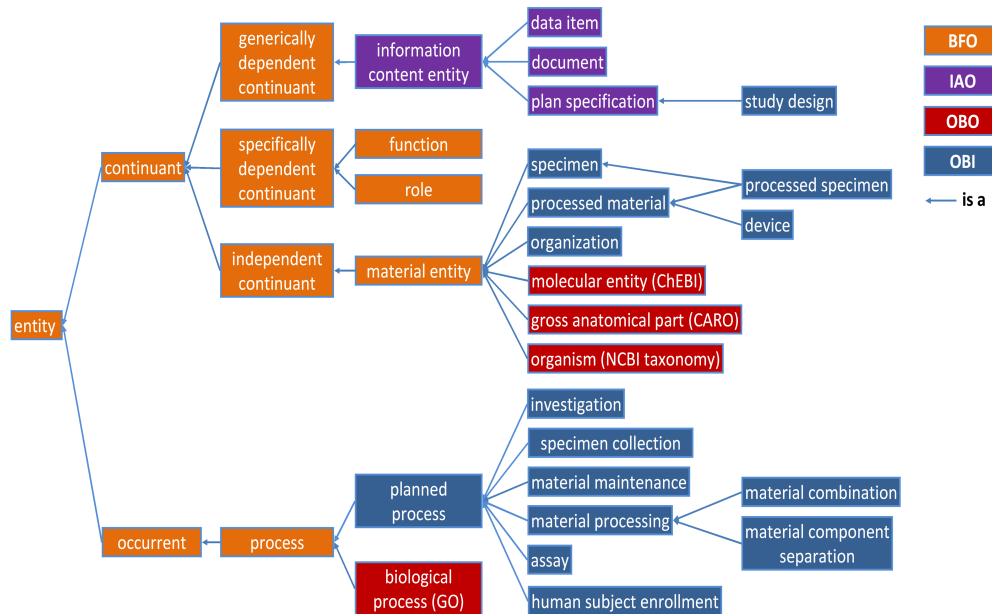 generically
dependent
continuant
information
content entity
data item
document
plan specification
study design
continuant
specifically
dependent
continuant
function
role
specimen
processed material
processed specimen
device
organization
independent
continuant
material entity
molecular entity (ChEBI)
gross anatomical part (CARO)
organism (NCBI taxonomy)
entity
occurrent
process
planned
process
biological
process (GO)
investigation
specimen collection
material maintenance
material processing
material combination
material component
separation
assay
human subject enrollment
BFO
IAO
OBO
OBI
is a